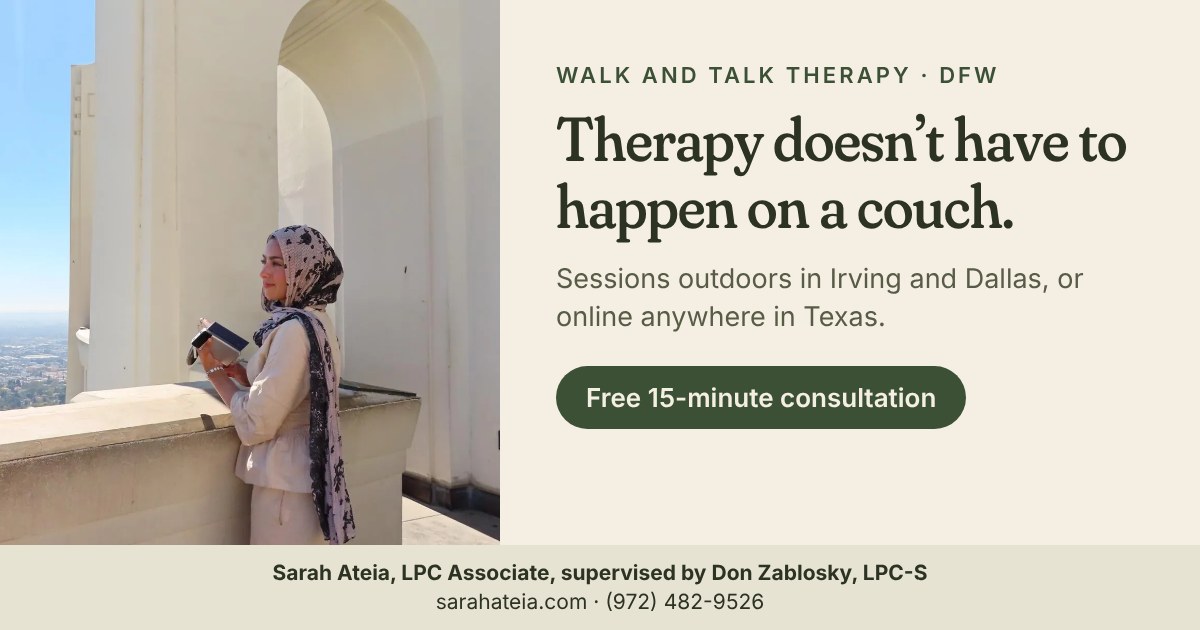 WALK AND TALK THERAPY · DFW
Therapy doesn’t have to
happen on a couch.
Sessions outdoors in Irving and Dallas, or
online anywhere in Texas.
Free 15-minute consultation
Sarah Ateia, LPC Associate, supervised by Don Zablosky, LPC-S
sarahateia.com · (972) 482-9526